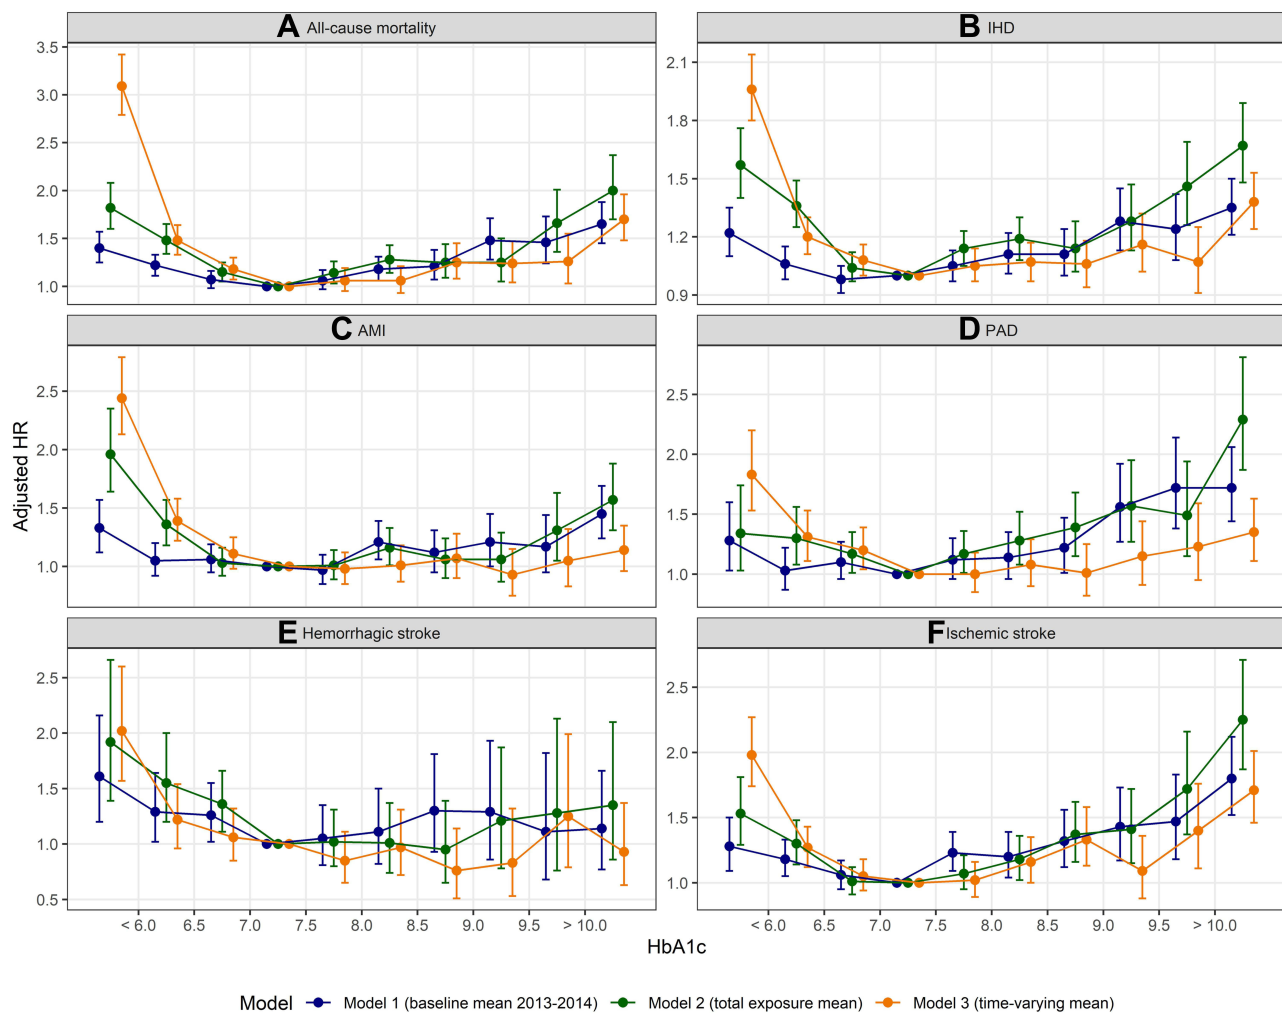 A All-cause mortality
3.5
3.0
2.5
2.0
1.5
1.0
B IHD
2.1
1.8
1.5
1.2
0.9
C AMI
2.5
2.0
1.5
1.0
D PAD
2.5
2.0
1.5
1.0
Adjusted HR
E Hemorrhagic stroke
2.5
2.0
1.5
1.0
0.5
< 6.0 6.5 7.0 7.5 8.0 8.5 9.0 9.5 > 10.0
F Ischemic stroke
2.5
2.0
1.5
1.0
< 6.0 6.5 7.0 7.5 8.0 8.5 9.0 9.5 > 10.0
HbA1c
Model Model 1 (baseline mean 2013-2014) Model 2 (total exposure mean) Model 3 (time-varying mean)